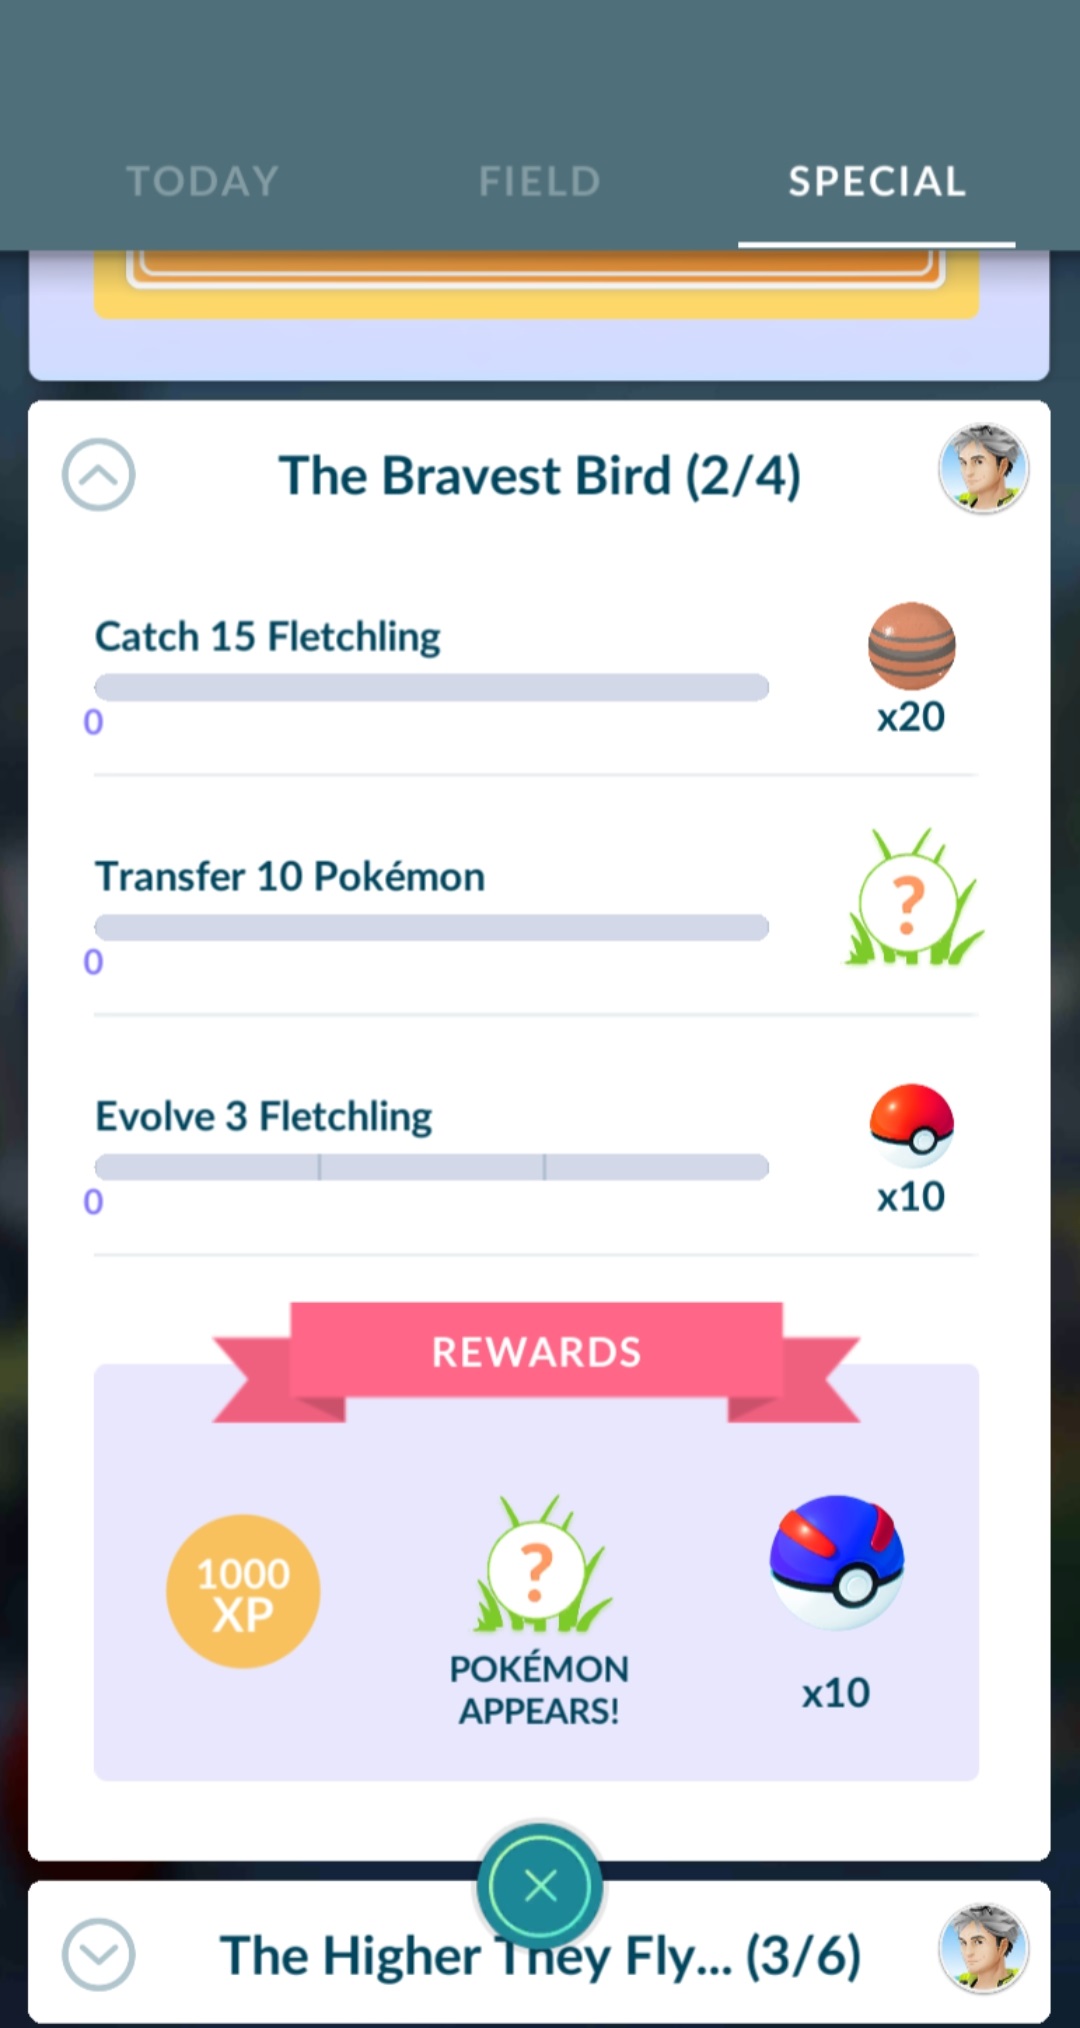 TODAY
FIELD
SPECIAL
The Bravest Bird (2/4)
Catch 15 Fletchling
0
x20
Transfer 10 Pokémon
?
0
Evolve 3 Fletchling
0
x10
REWARDS
1000
XP
?
POKÉMON
APPEARS!
x10
The Higher They Fly... (3/6)